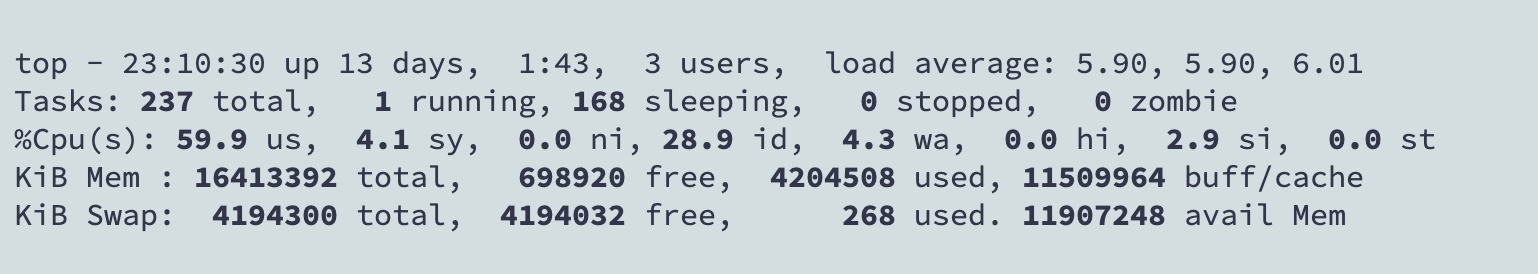 top - 23:10:30 up 13 days,  1:43,  3 users,  load average: 5.90, 5.90, 6.01
Tasks: 237 total,   1 running, 168 sleeping,   0 stopped,   0 zombie
%Cpu(s): 59.9 us,  4.1 sy,  0.0 ni, 28.9 id,  4.3 wa,  0.0 hi,  2.9 si,  0.0 st
KiB Mem : 16413392 total,   698920 free,  4204508 used, 11509964 buff/cache
KiB Swap:  4194300 total,  4194032 free,      268 used. 11907248 avail Mem